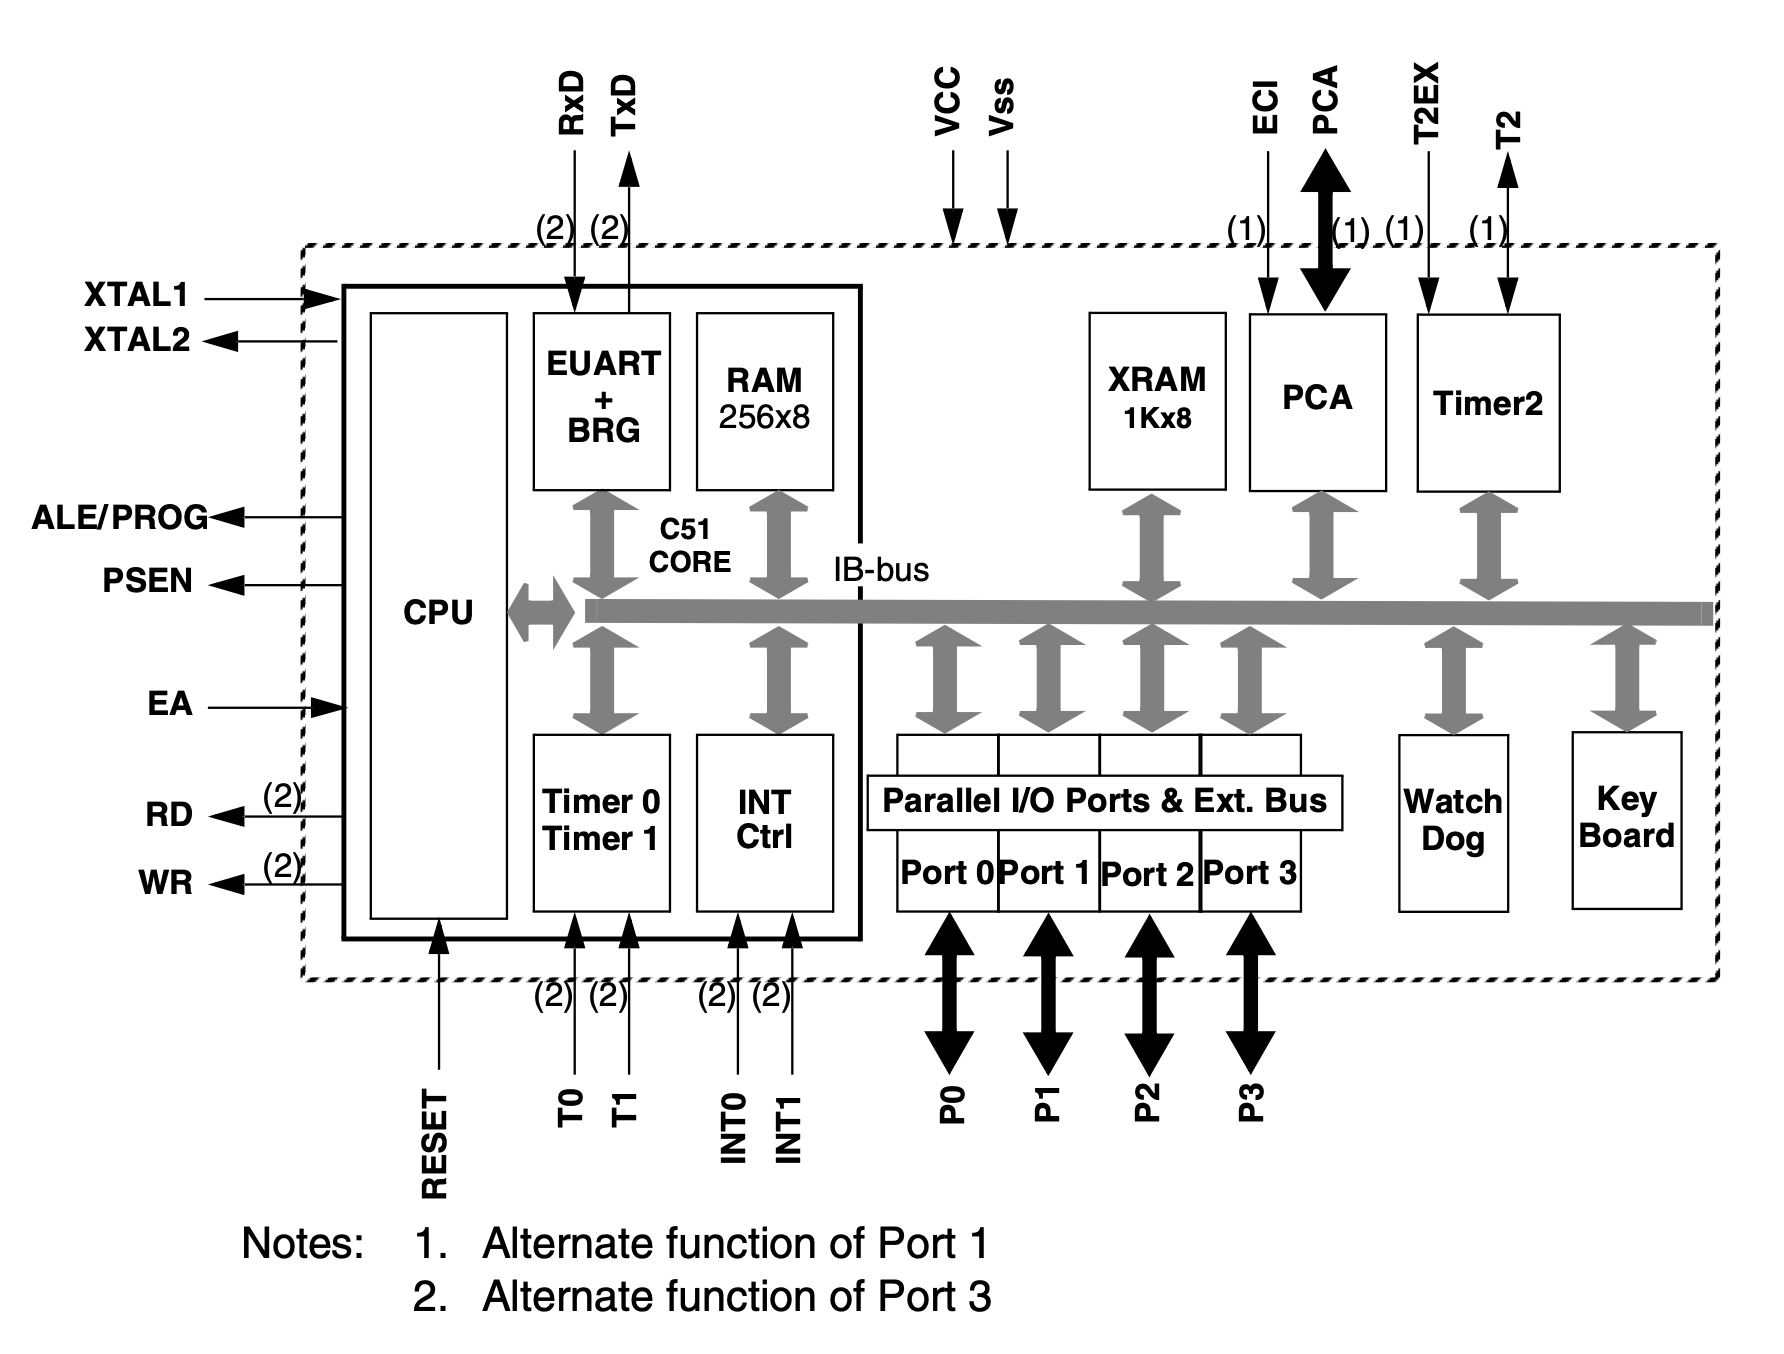 RxD
TxD
VCC
Vss
ECI
PCA
T2EX
T2
(2)
(2)
(1)
(1)
(1)
(1)
XTAL1
XTAL2
EUART
+
BRG
RAM
256x8
XRAM
1Kx8
PCA
Timer2
ALE/PROG
C51
CORE
IB-bus
PSEN
CPU
EA
RD
(2)
WR
(2)
Timer 0
Timer 1
INT
Ctrl
Parallel I/O Ports & Ext. Bus
Port 0
Port 1
Port 2
Port 3
Watch
Dog
Key
Board
(2)
(2)
(2)
(2)
RESET
T0
T1
INT0
INT1
P0
P1
P2
P3
Notes: 1. Alternate function of Port 1
2. Alternate function of Port 3